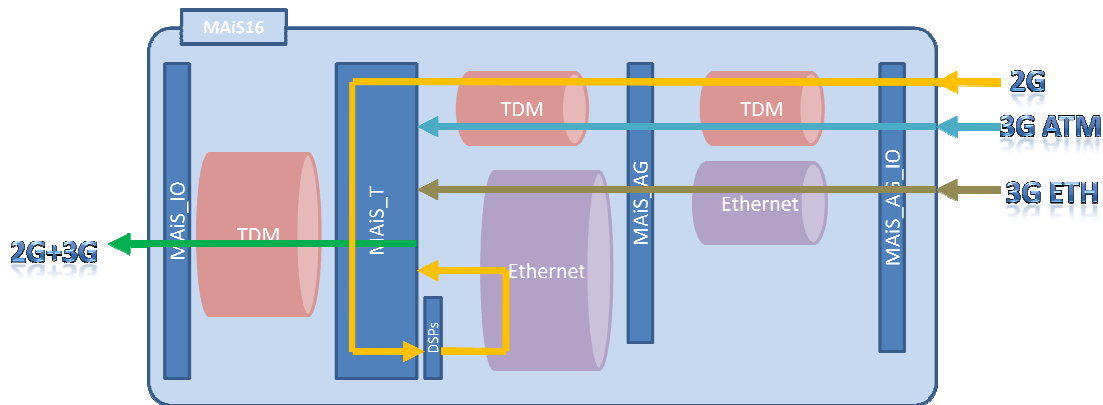 MAiS16
2G
TDM
TDM
3G ATM
MAiS_IO
TDM
MAiS_T
MAiS_AG
MAiS_AG_IO
3G ETH
Ethernet
2G+3G
Ethernet
DSPs